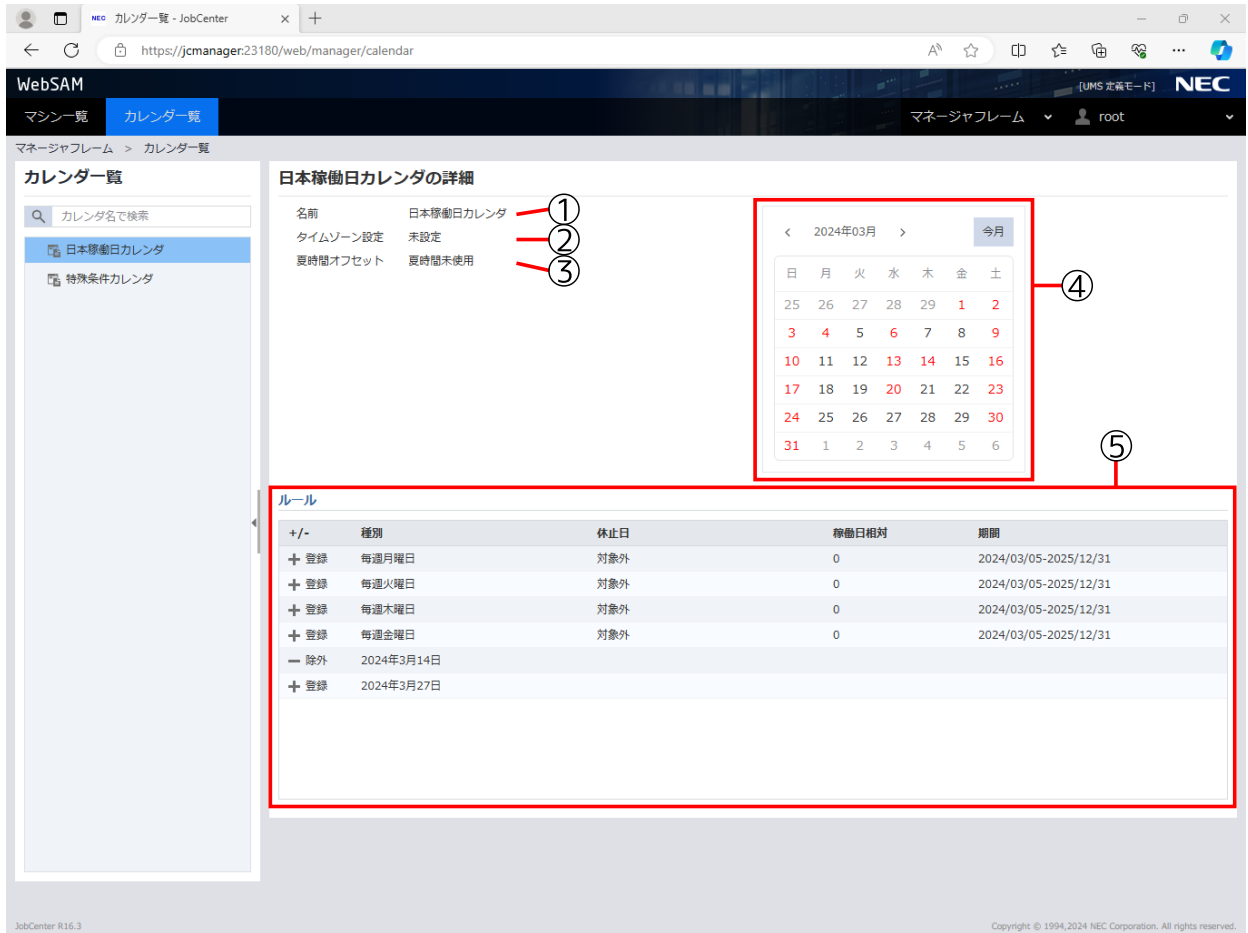 NEC カレンダ一覧 - JobCenter
https://jcmanager:23180/web/manager/calendar
WebSAM
[UMS 定義モード] NEC
マシン一覧 カレンダ一覧 マネージャフレーム root
マネージャフレーム > カレンダ一覧
カレンダ一覧
カレンダ名で検索
日本稼働日カレンダ
特殊条件カレンダ
日本稼働日カレンダの詳細
名前 日本稼働日カレンダ ①
タイムゾーン設定 未設定 ②
夏時間オフセット 夏時間未使用 ③
< 2024年03月 > 今月
日 月 火 水 木 金 土
25 26 27 28 29 1 2
3 4 5 6 7 8 9
10 11 12 13 14 15 16
17 18 19 20 21 22 23
24 25 26 27 28 29 30
31 1 2 3 4 5 6
④
⑤
ルール
+/- 種別 休止日 稼働日相対 期間
+ 登録 毎週月曜日 対象外 0 2024/03/05-2025/12/31
+ 登録 毎週火曜日 対象外 0 2024/03/05-2025/12/31
+ 登録 毎週木曜日 対象外 0 2024/03/05-2025/12/31
+ 登録 毎週金曜日 対象外 0 2024/03/05-2025/12/31
- 除外 2024年3月14日
+ 登録 2024年3月27日
JobCenter R16.3
Copyright © 1994,2024 NEC Corporation. All rights reserved.